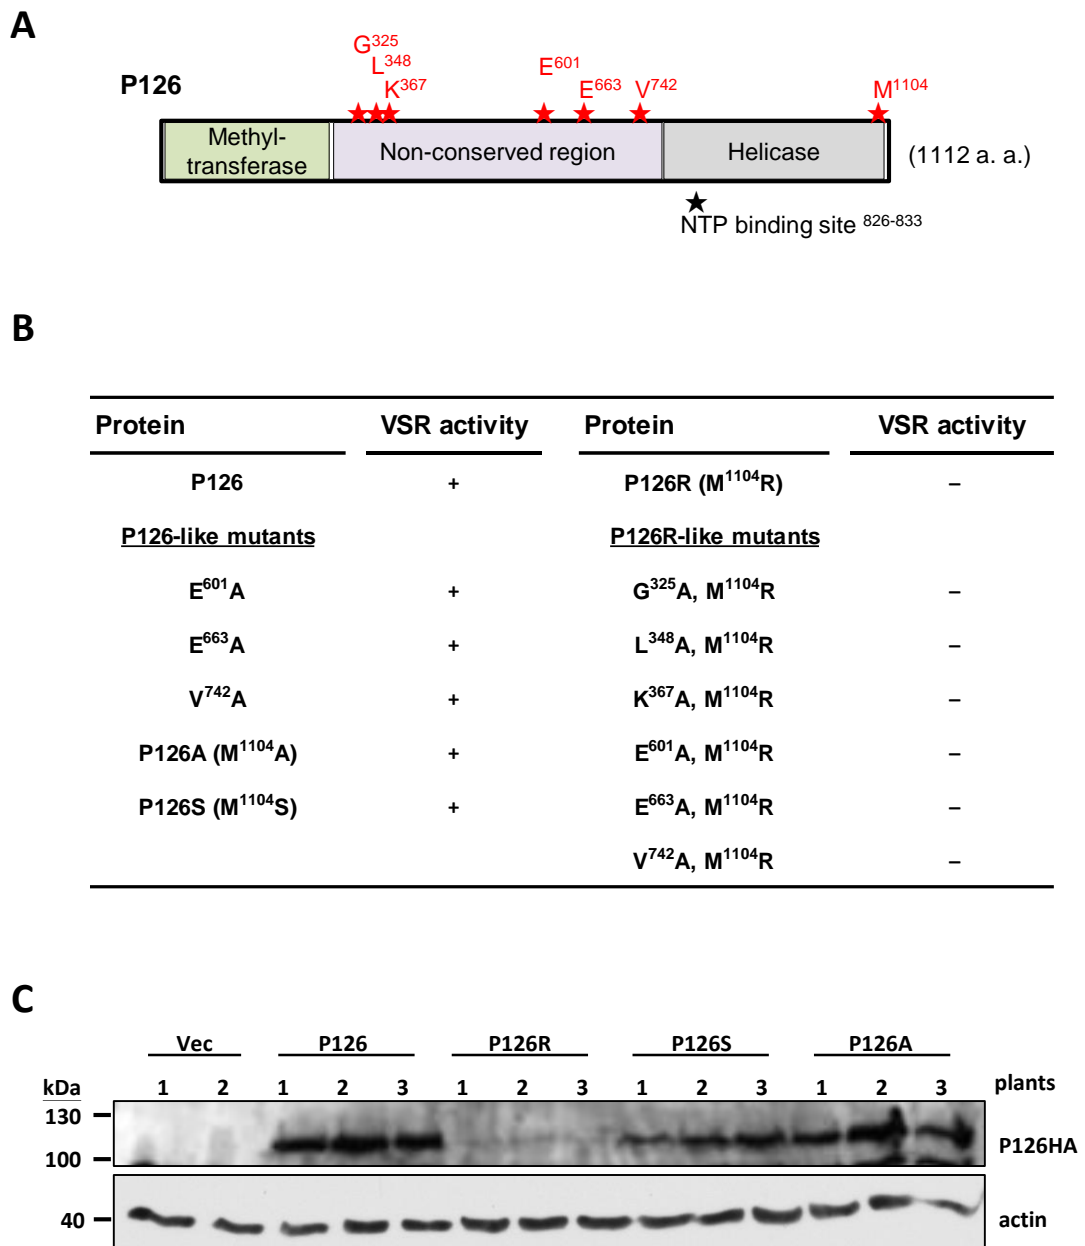 A
G³²⁵
L³⁴⁸
K³⁶⁷
E⁶⁰¹
E⁶⁶³
V⁷⁴²
M¹¹⁰⁴
P126
Methyl-
transferase
Non-conserved region
Helicase
(1112 a. a.)
NTP binding site ⁸²⁶⁻⁸³³
B
Protein VSR activity Protein VSR activity
P126 + P126R (M¹¹⁰⁴R) –
P126-like mutants P126R-like mutants
E⁶⁰¹A + G³²⁵A, M¹¹⁰⁴R –
E⁶⁶³A + L³⁴⁸A, M¹¹⁰⁴R –
V⁷⁴²A + K³⁶⁷A, M¹¹⁰⁴R –
P126A (M¹¹⁰⁴A) + E⁶⁰¹A, M¹¹⁰⁴R –
P126S (M¹¹⁰⁴S) + E⁶⁶³A, M¹¹⁰⁴R –
V⁷⁴²A, M¹¹⁰⁴R –
C
Vec P126 P126R P126S P126A
kDa 1 2 1 2 3 1 2 3 1 2 3 1 2 3 plants
130
P126HA
100
40 actin